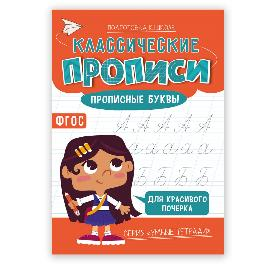 ПОДГОТОВКА К ШКОЛЕ
КЛАССИЧЕСКИЕ
ПРОПИСИ
ПРОПИСНЫЕ БУКВЫ
ФГОС
А А А А А
а а а а а
Б Б Б Б
ДЛЯ КРАСИВОГО
ПОЧЕРКА
СЕРИЯ «УМНЫЕ ТЕТРАДИ»